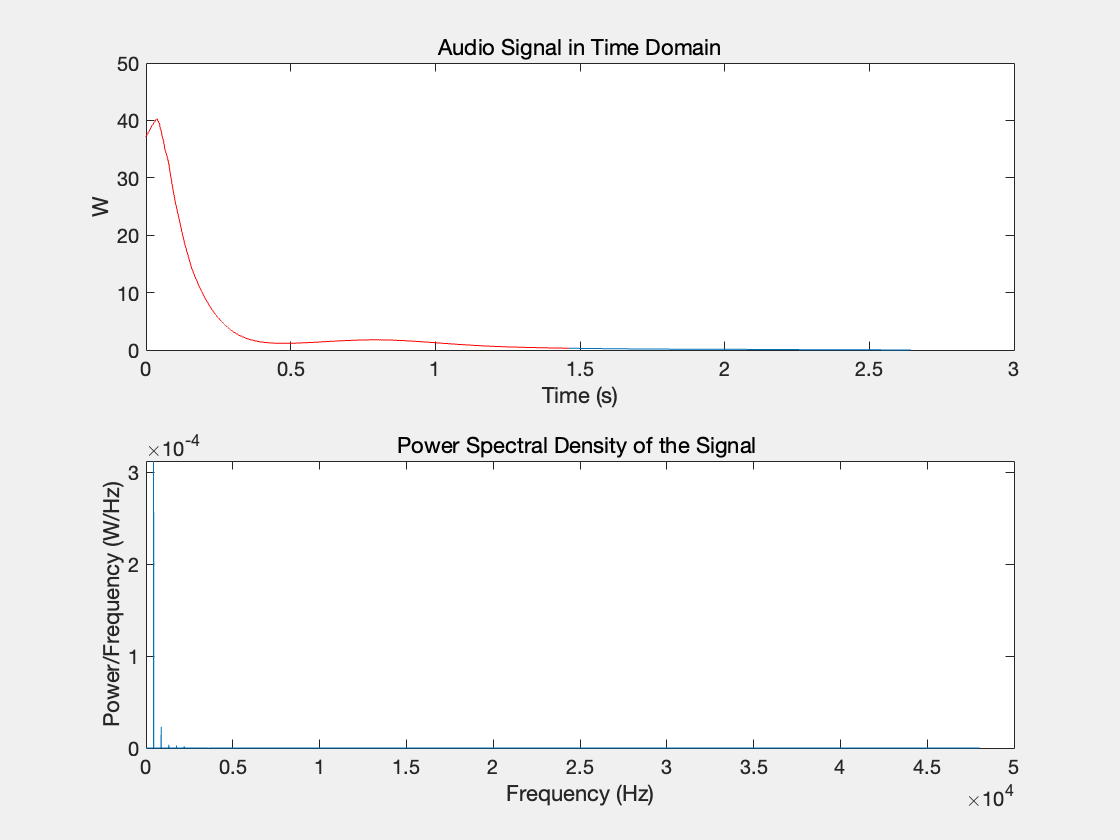 Audio Signal in Time Domain
50
40
30
20
10
0
W
0 0.5 1 1.5 2 2.5 3
Time (s)
Power Spectral Density of the Signal
×10-4
3
2
1
0
Power/Frequency (W/Hz)
0 0.5 1 1.5 2 2.5 3 3.5 4 4.5 5
Frequency (Hz)
×104